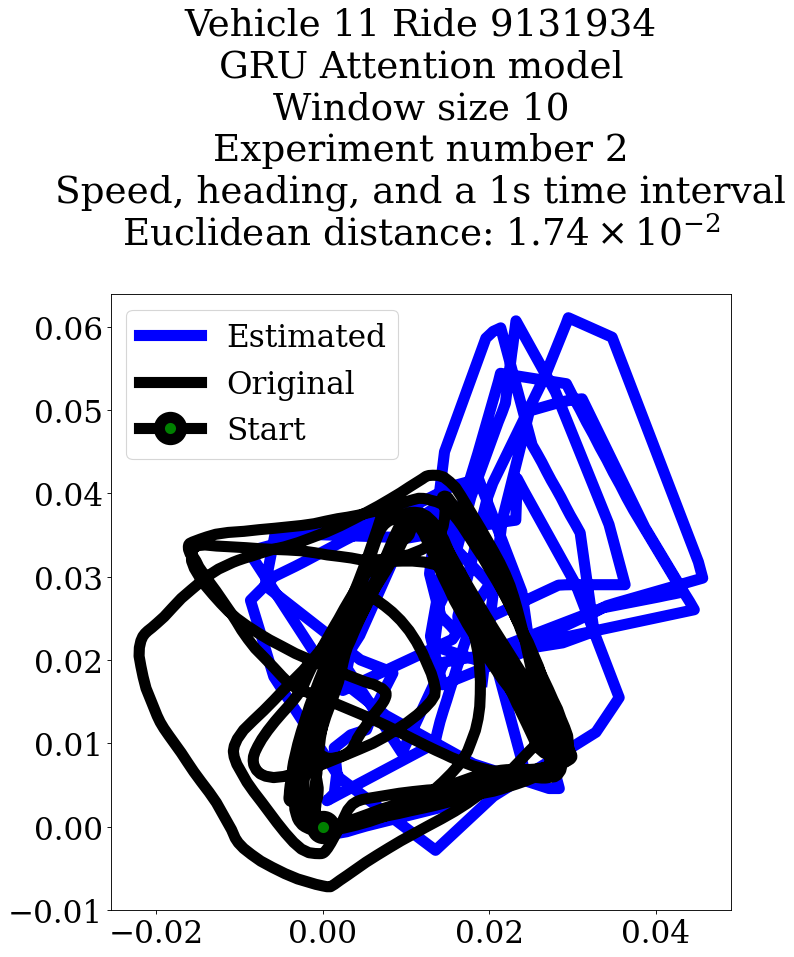 Vehicle 11 Ride 9131934
GRU Attention model
Window size 10
Experiment number 2
Speed, heading, and a 1s time interval
Euclidean distance: 1.74 × 10⁻²
Estimated
Original
Start
0.06
0.05
0.04
0.03
0.02
0.01
0.00
−0.01
−0.02 0.00 0.02 0.04